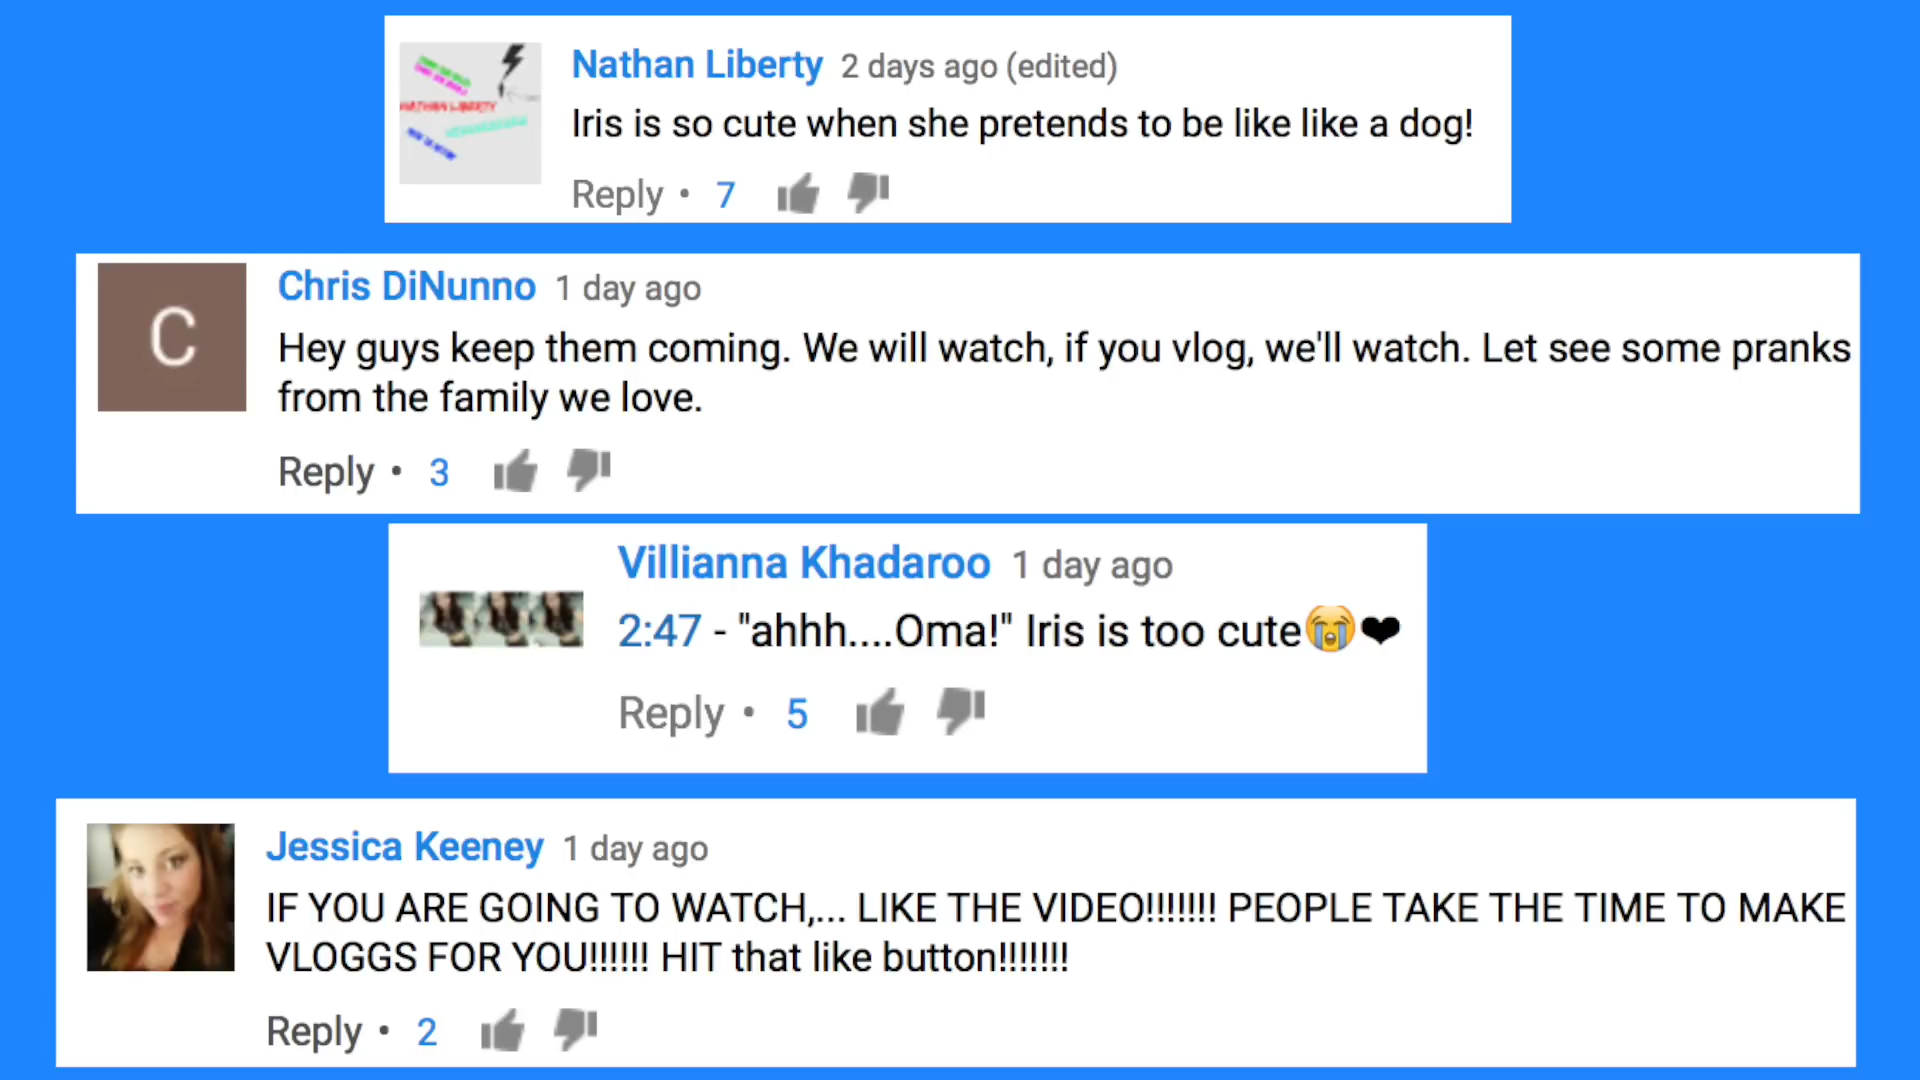 Nathan Liberty 2 days ago (edited)
Iris is so cute when she pretends to be like like a dog!
Reply • 7
C
Chris DiNunno 1 day ago
Hey guys keep them coming. We will watch, if you vlog, we'll watch. Let see some pranks
from the family we love.
Reply • 3
Villianna Khadaroo 1 day ago
2:47 - "ahhh....Oma!" Iris is too cute😭❤
Reply • 5
Jessica Keeney 1 day ago
IF YOU ARE GOING TO WATCH,... LIKE THE VIDEO!!!!!!! PEOPLE TAKE THE TIME TO MAKE
VLOGGS FOR YOU!!!!!! HIT that like button!!!!!!!
Reply • 2